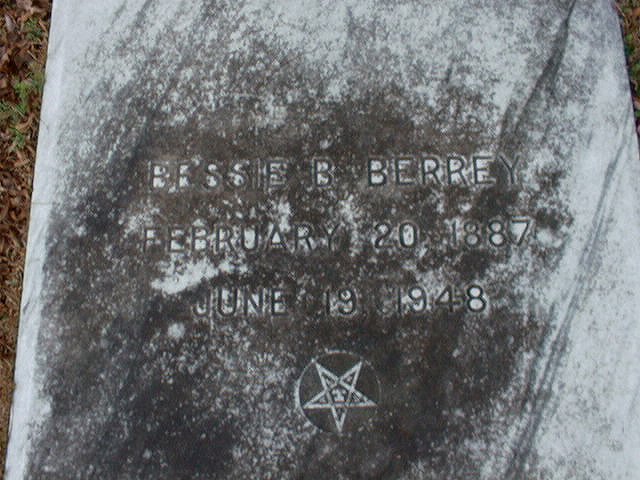 BESSIE B BERREY
FEBRUARY 20, 1887
JUNE 19, 1948